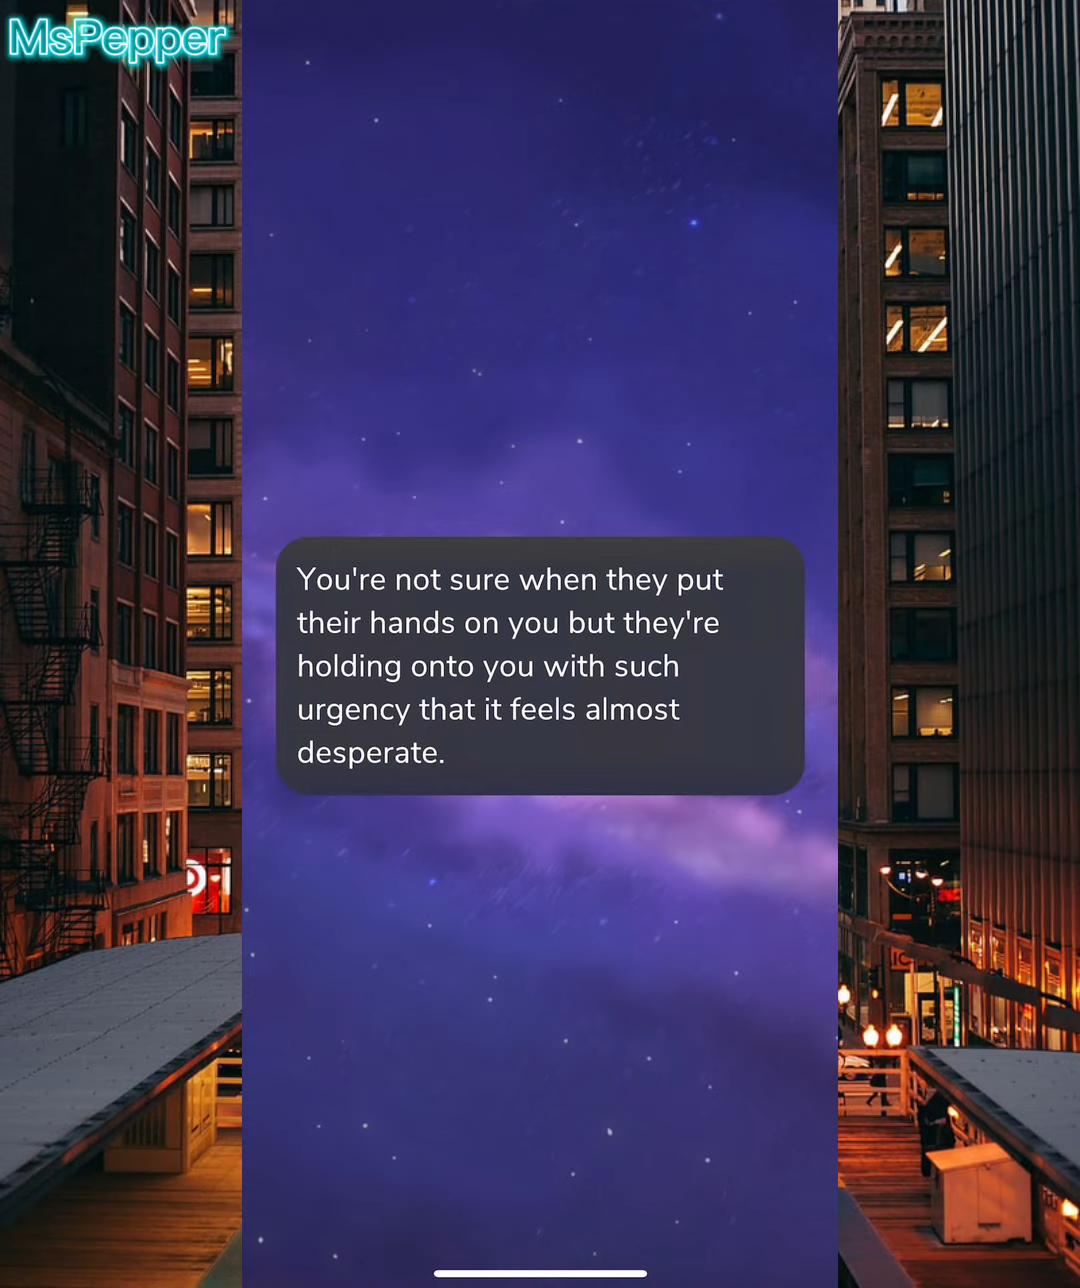 MsPepper
You're not sure when they put
their hands on you but they're
holding onto you with such
urgency that it feels almost
desperate.